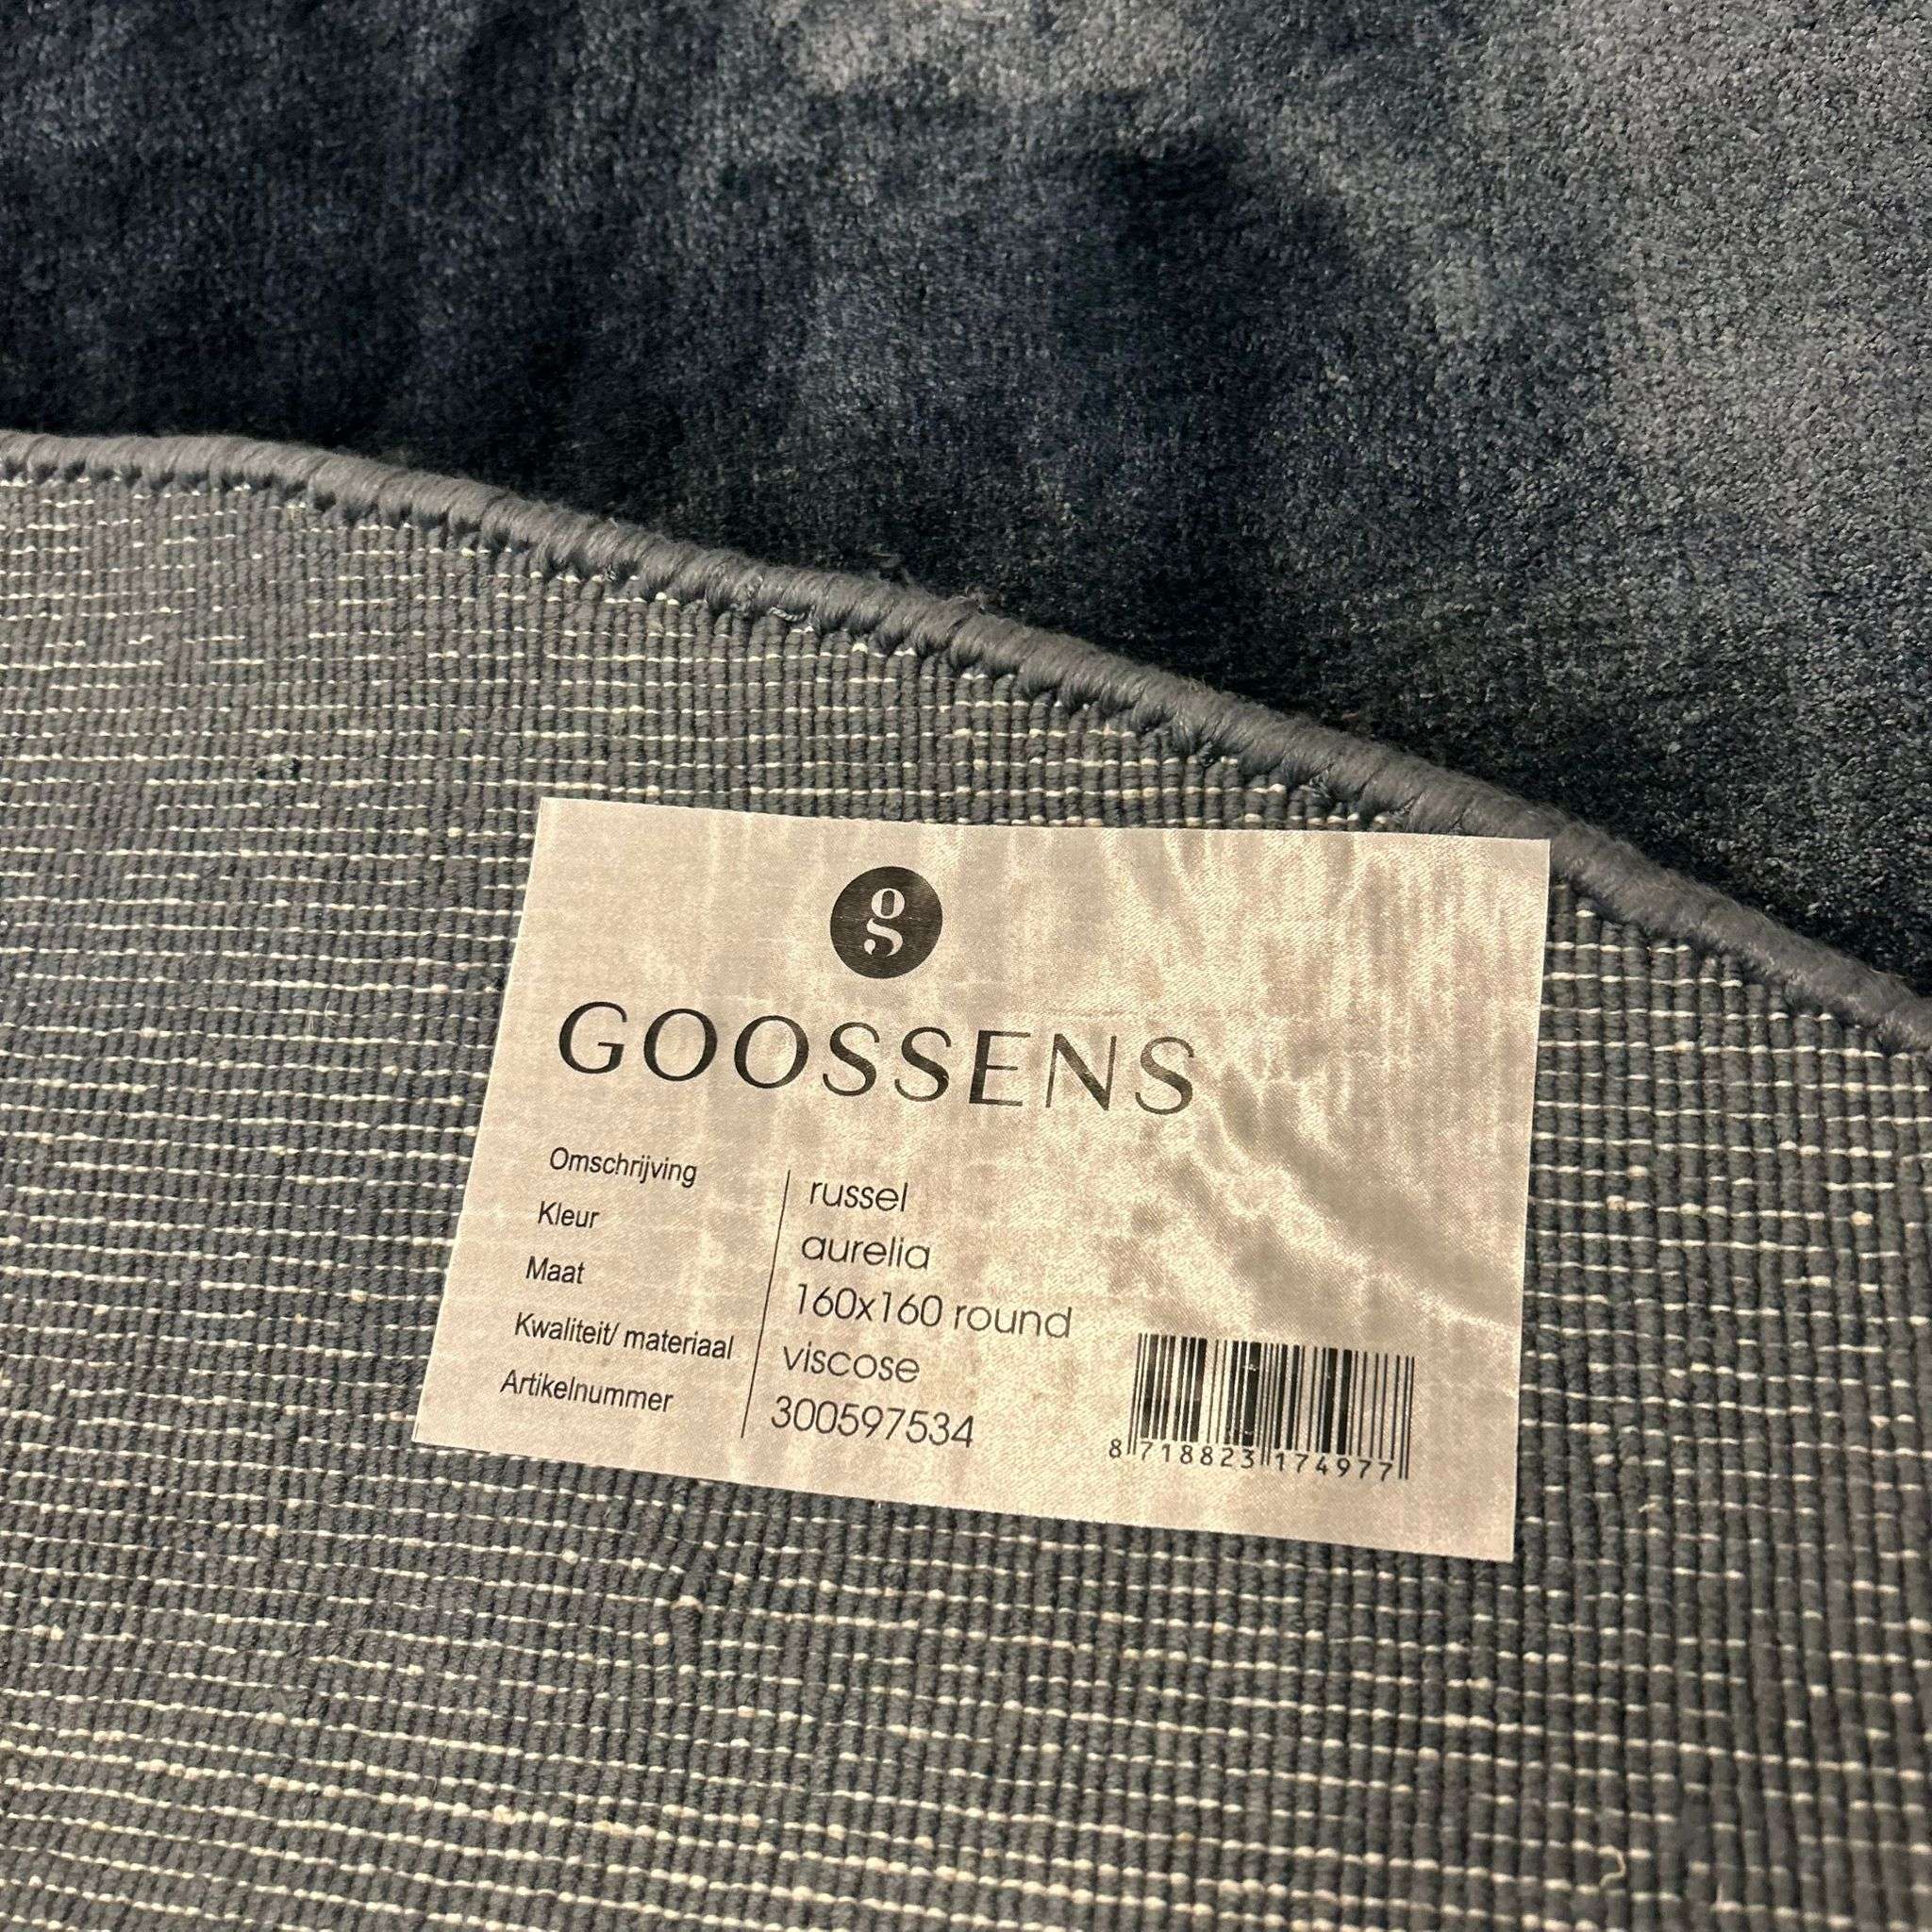 g
GOOSSENS
Omschrijving russel
Kleur aurelia
Maat 160x160 round
Kwaliteit/ materiaal viscose
Artikelnummer 300597534
8 718823 174977